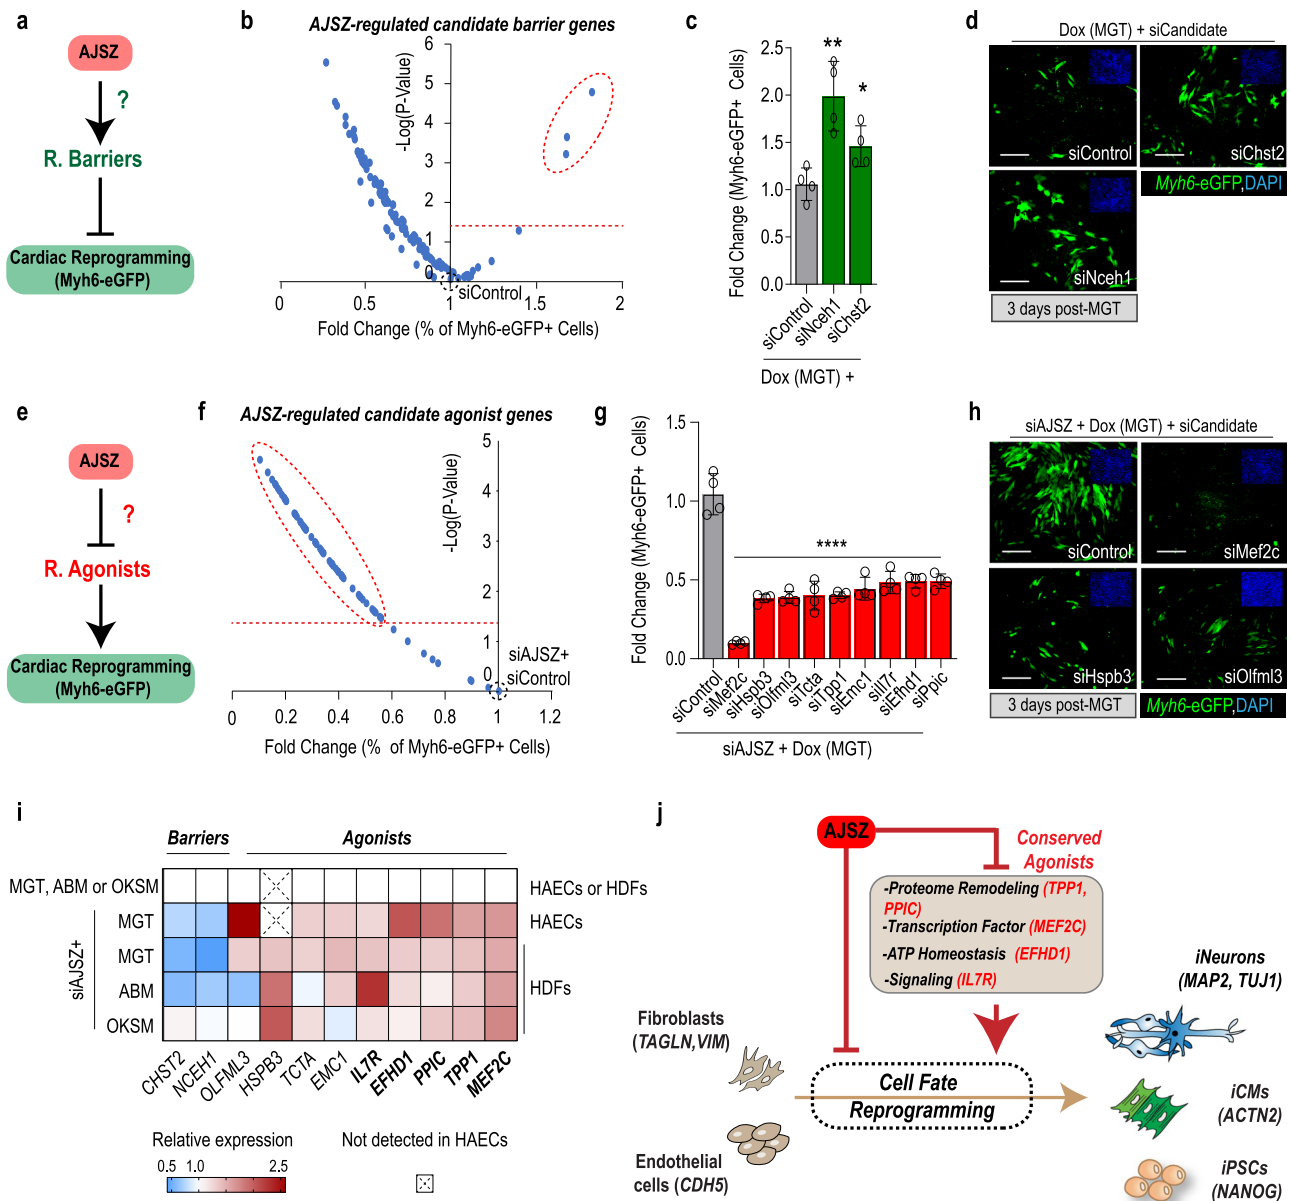 a
AJSZ
?
R. Barriers
Cardiac Reprogramming
(Myh6-eGFP)
b
AJSZ-regulated candidate barrier genes
-Log(P-Value)
6
5
4
3
2
1
0
siControl
0
0.5
1
1.5
2
Fold Change (% of Myh6-eGFP+ Cells)
c
Fold Change (Myh6-eGFP+ Cells)
2.5
2.0
1.5
1.0
0.5
0.0
**
*
siControl
siNceh1
siChst2
Dox (MGT) +
d
Dox (MGT) + siCandidate
siControl
siChst2
siNceh1
Myh6-eGFP,DAPI
3 days post-MGT
e
AJSZ
?
R. Agonists
Cardiac Reprogramming
(Myh6-eGFP)
f
AJSZ-regulated candidate agonist genes
-Log(P-Value)
5
4
3
2
1
0
siAJSZ+
siControl
0
0.2
0.4
0.6
0.8
1
1.2
Fold Change (% of Myh6-eGFP+ Cells)
g
Fold Change (Myh6-eGFP+ Cells)
1.5
1.0
0.5
0.0
****
siControl
siMef2c
siHspb3
siOlfml3
siTcta
siTpp1
siEmc1
siIl7r
siEfhd1
siPpic
siAJSZ + Dox (MGT)
h
siAJSZ + Dox (MGT) + siCandidate
siControl
siMef2c
siHspb3
siOlfml3
3 days post-MGT
Myh6-eGFP,DAPI
i
Barriers
Agonists
MGT, ABM or OKSM
HAECs or HDFs
siAJSZ+
MGT
HAECs
MGT
ABM
HDFs
OKSM
CHST2
NCEH1
OLFML3
HSPB3
TCTA
EMC1
IL7R
EFHD1
PPIC
TPP1
MEF2C
Relative expression
0.5 1.0 2.5
Not detected in HAECs
j
AJSZ
Conserved
Agonists
-Proteome Remodeling (TPP1,
PPIC)
-Transcription Factor (MEF2C)
-ATP Homeostasis (EFHD1)
-Signaling (IL7R)
Fibroblasts
(TAGLN,VIM)
Endothelial
cells (CDH5)
Cell Fate
Reprogramming
iNeurons
(MAP2, TUJ1)
iCMs
(ACTN2)
iPSCs
(NANOG)